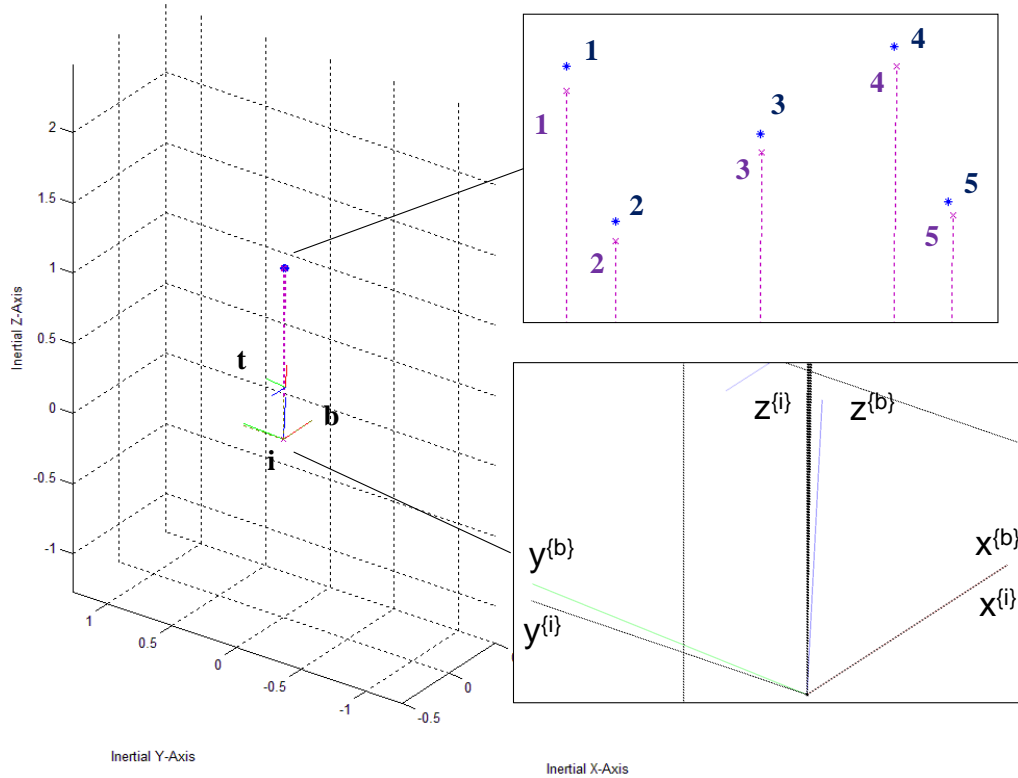 2
1.5
1
0.5
0
-0.5
-1
Inertial Z-Axis
t
b
i
1
0.5
0
-0.5
-1
-0.5
0
Inertial Y-Axis
Inertial X-Axis
1
1
2
2
3
3
4
4
5
5
z{i}
z{b}
y{b}
y{i}
x{b}
x{i}